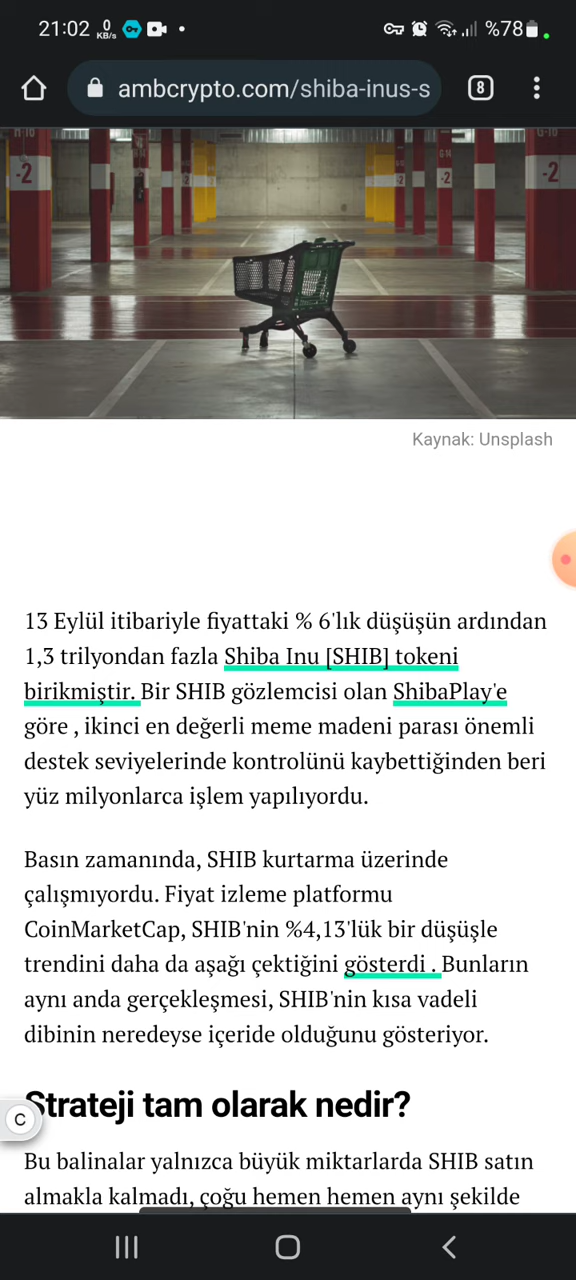 21:02 0 KB/s %78
ambcrypto.com/shiba-inus-s 8
-2 -2 -2 -2
Kaynak: Unsplash
13 Eylül itibariyle fiyattaki % 6'lık düşüşün ardından
1,3 trilyondan fazla Shiba Inu [SHIB] tokeni
birikmiştir. Bir SHIB gözlemcisi olan ShibaPlay'e
göre , ikinci en değerli meme madeni parası önemli
destek seviyelerinde kontrolünü kaybettiğinden beri
yüz milyonlarca işlem yapılıyordu.
Basın zamanında, SHIB kurtarma üzerinde
çalışmıyordu. Fiyat izleme platformu
CoinMarketCap, SHIB'nin %4,13'lük bir düşüşle
trendini daha da aşağı çektiğini gösterdi . Bunların
aynı anda gerçekleşmesi, SHIB'nin kısa vadeli
dibinin neredeyse içeride olduğunu gösteriyor.
Strateji tam olarak nedir?
C
Bu balinalar yalnızca büyük miktarlarda SHIB satın
almakla kalmadı, çoğu hemen hemen aynı şekilde